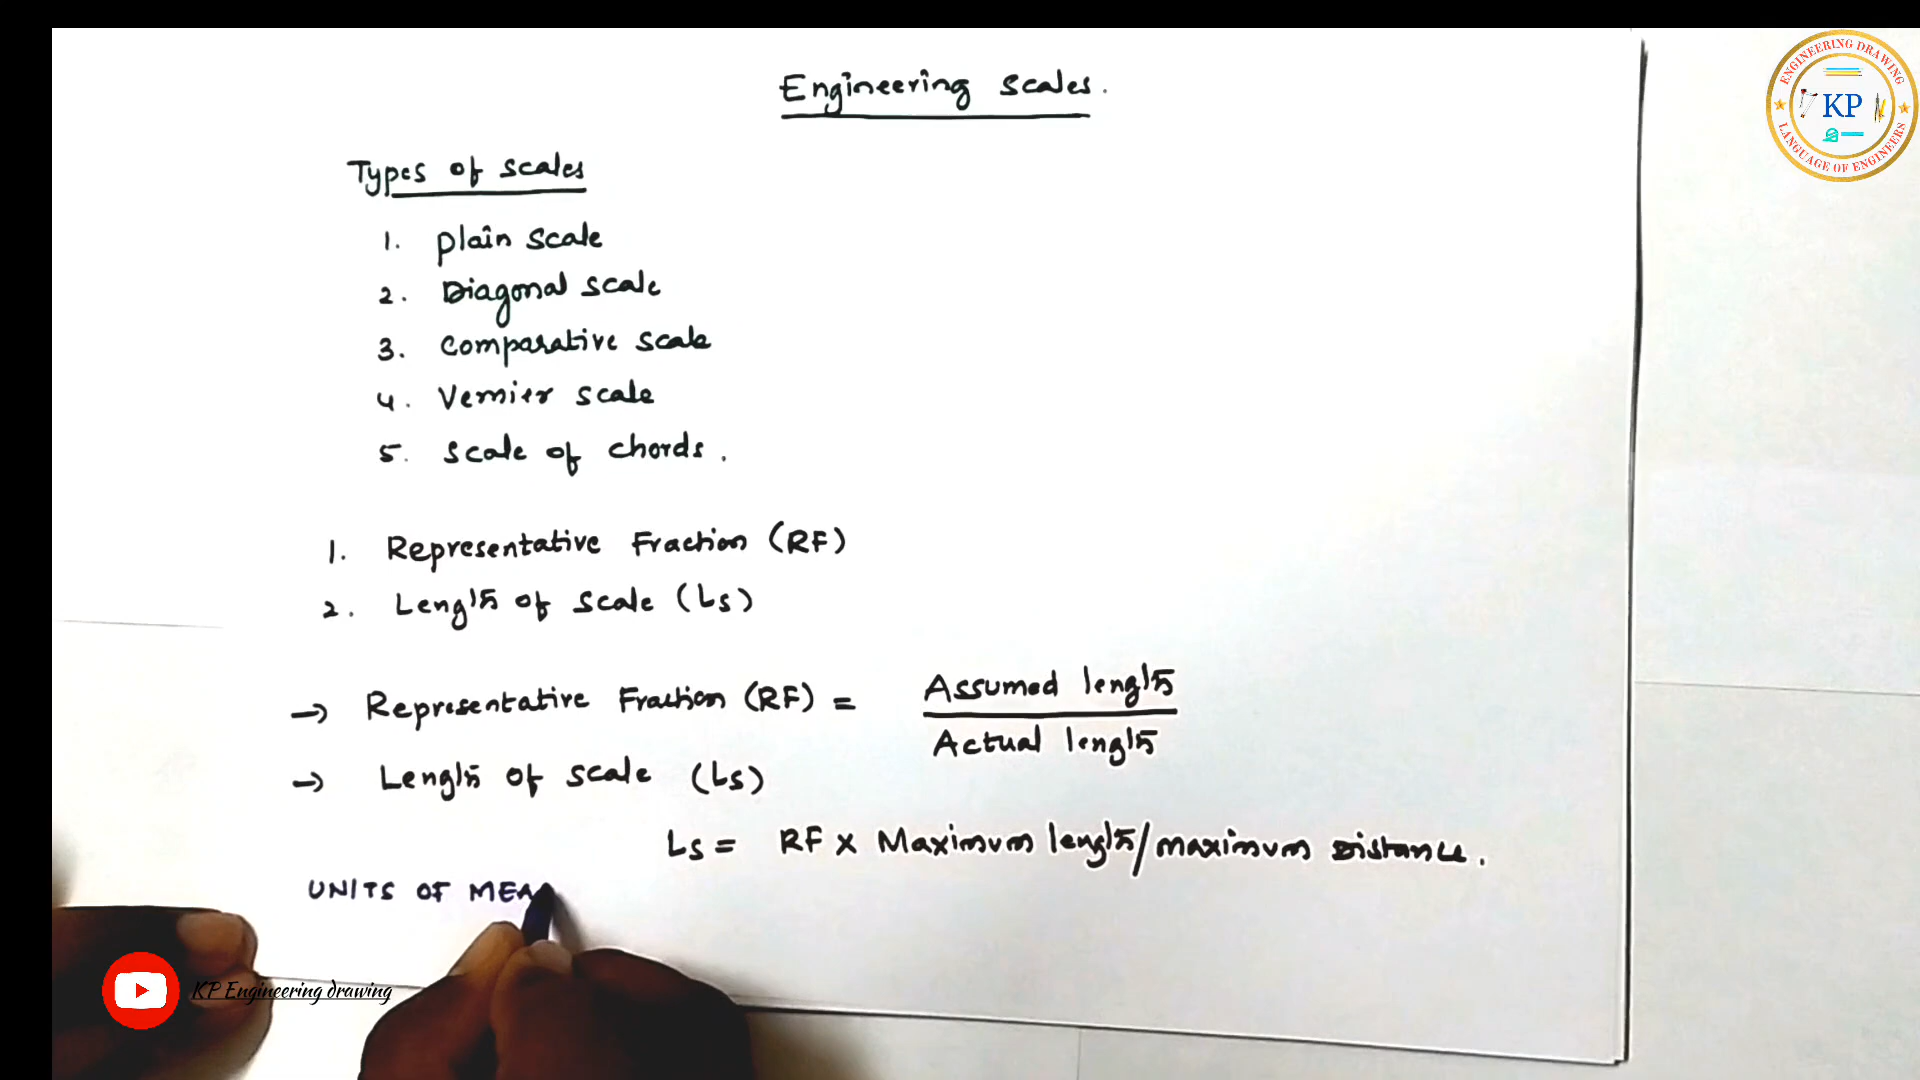 Engineering scales.
Types of scales
1. plain scale
2. Diagonal scale
3. comparative scale
4. Vernier scale
5. scale of chords.
1. Representative Fraction (RF)
2. Length of scale (Ls)
→ Representative Fraction (RF) = Assumed length / Actual length
→ Length of scale (Ls)
Ls = RF x Maximum length/maximum Distance.
UNITS OF MEA
KP Engineering drawing
ENGINEERING DRAWING
KP
LANGUAGE OF ENGINEERS